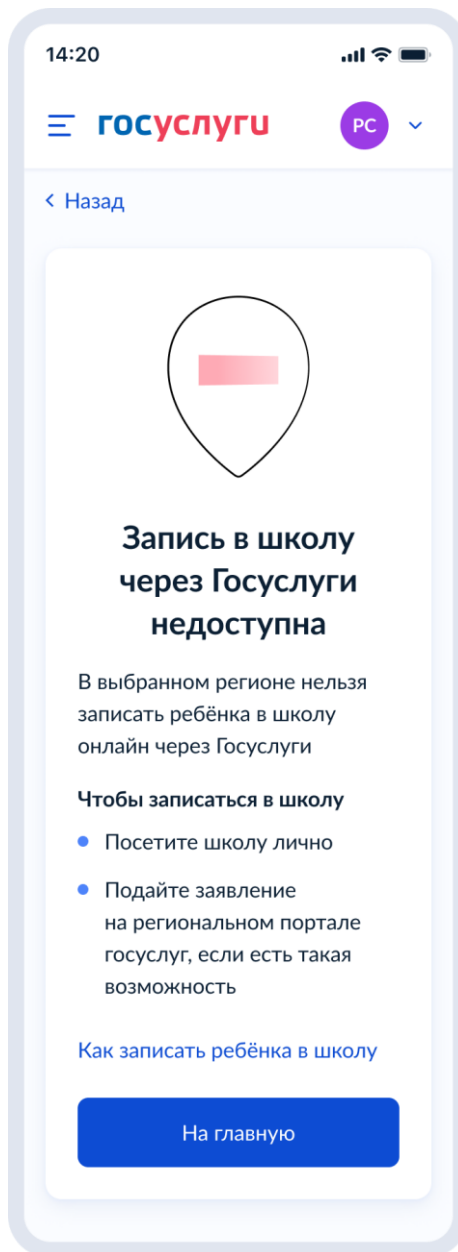 14:20
госуслуги
РС
Назад
Запись в школу
через Госуслуги
недоступна
В выбранном регионе нельзя
записать ребёнка в школу
онлайн через Госуслуги
Чтобы записаться в школу
Посетите школу лично
Подайте заявление
на региональном портале
госуслуг, если есть такая
возможность
Как записать ребёнка в школу
На главную